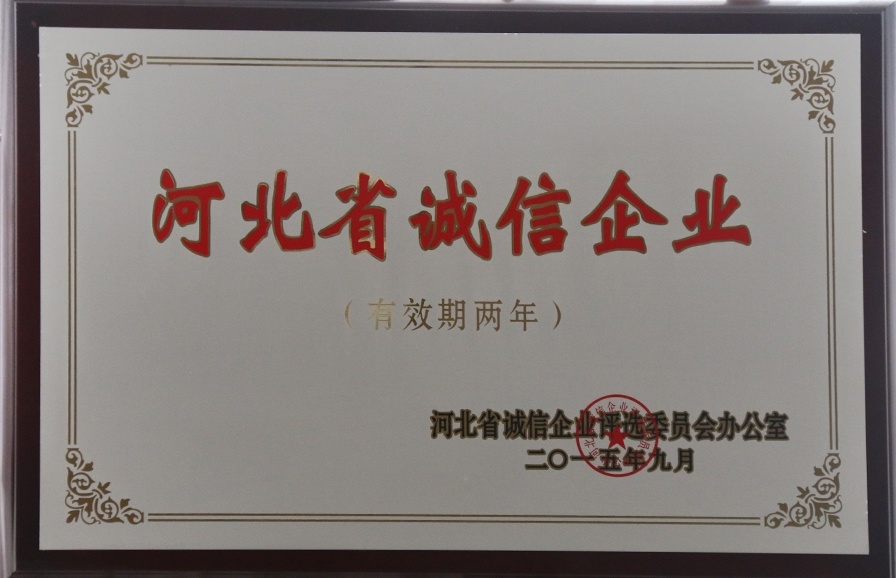 河北省诚信企业
（有效期两年）
河北省诚信企业评选委员会办公室
二〇一五年九月